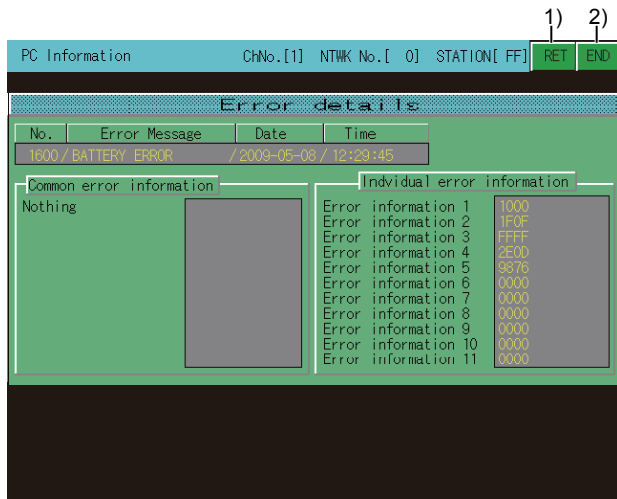 1) 2)
PC Information ChNo.[1] NTWK No.[ 0] STATION[ FF] RET END
Error details
No. Error Message Date Time
1600/BATTERY ERROR /2009-05-08/ 12:29:45
Common error information
Nothing
Indvidual error information
Error information 1 1000
Error information 2 1F0F
Error information 3 FFFF
Error information 4 2E0D
Error information 5 9876
Error information 6 0000
Error information 7 0000
Error information 8 0000
Error information 9 0000
Error information 10 0000
Error information 11 0000